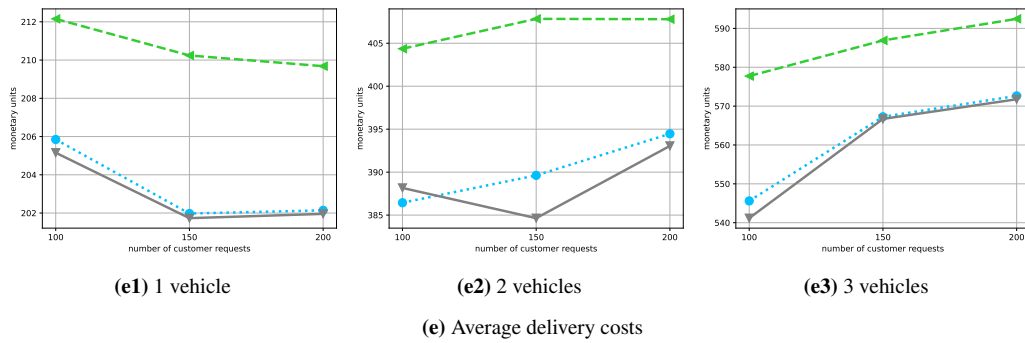 212
210
208
206
204
202
monetary units
100
150
200
number of customer requests
(e1) 1 vehicle
405
400
395
390
385
monetary units
100
150
200
number of customer requests
(e2) 2 vehicles
590
580
570
560
550
540
monetary units
100
150
200
number of customer requests
(e3) 3 vehicles
(e) Average delivery costs